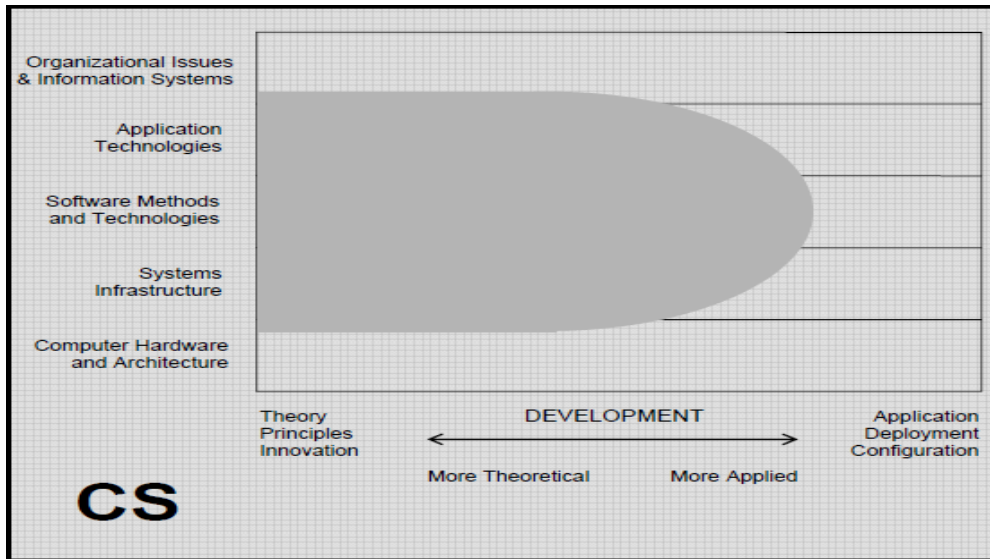 Organizational Issues
& Information Systems
Application
Technologies
Software Methods
and Technologies
Systems
Infrastructure
Computer Hardware
and Architecture
Theory
Principles
Innovation
DEVELOPMENT
More Theoretical
More Applied
Application
Deployment
Configuration
CS